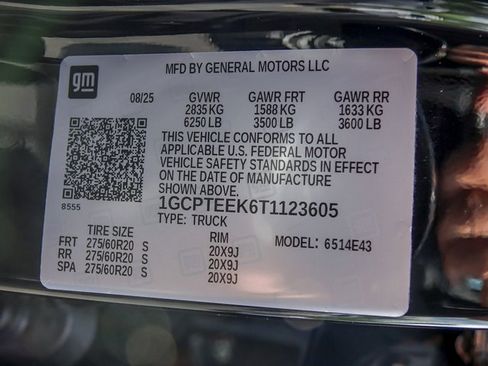 gm
MFD BY GENERAL MOTORS LLC
08/25 GVWR GAWR FRT GAWR RR
2835 KG 1588 KG 1633 KG
6250 LB 3500 LB 3600 LB
THIS VEHICLE CONFORMS TO ALL
APPLICABLE U.S. FEDERAL MOTOR
VEHICLE SAFETY STANDARDS IN EFFECT
ON THE DATE OF MANUFACTURE
SHOWN ABOVE.
8555
1GCPTEEK6T1123605
TYPE: TRUCK
TIRE SIZE RIM MODEL: 6514E43
FRT 275/60R20 S 20X9J
RR 275/60R20 S 20X9J
SPA 275/60R20 S 20X9J